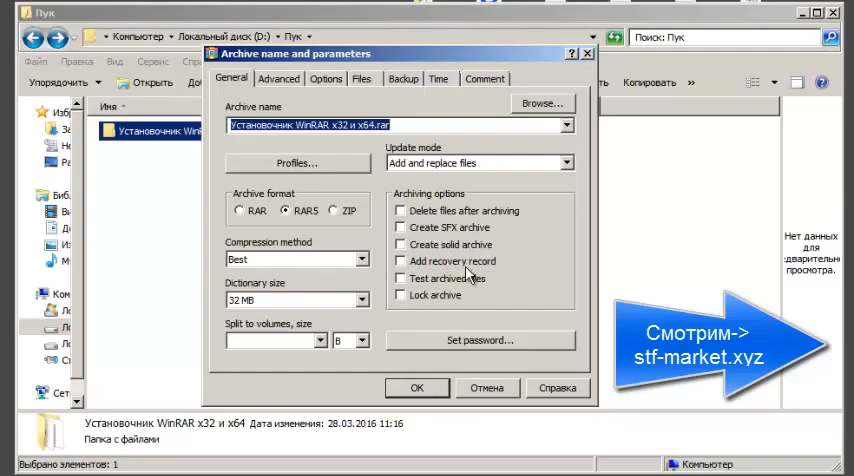 Пук
Компьютер
Локальный диск (D:)
Пук
Поиск: Пук
Файл
Правка
Вид
Сервис
Упорядочить
Открыть
Копировать
»
Имя
Установочник WinR
Archive name and parameters
General
Advanced
Options
Files
Backup
Time
Comment
Archive name
Browse...
Установочник WinRAR x32 и x64.rar
Profiles...
Update mode
Add and replace files
Archive format
RAR
RAR5
ZIP
Compression method
Best
Dictionary size
32 MB
Split to volumes, size
B
Archiving options
Delete files after archiving
Create SFX archive
Create solid archive
Add recovery record
Test archived files
Lock archive
Set password...
OK
Отмена
Справка
Нет данных
для
дварительно
просмотра.
Смотрим->
stf-market.xyz
Установочник WinRAR x32 и x64 Дата изменения: 28.03.2016 11:16
Папка с файлами
Выбрано элементов: 1
Компьютер